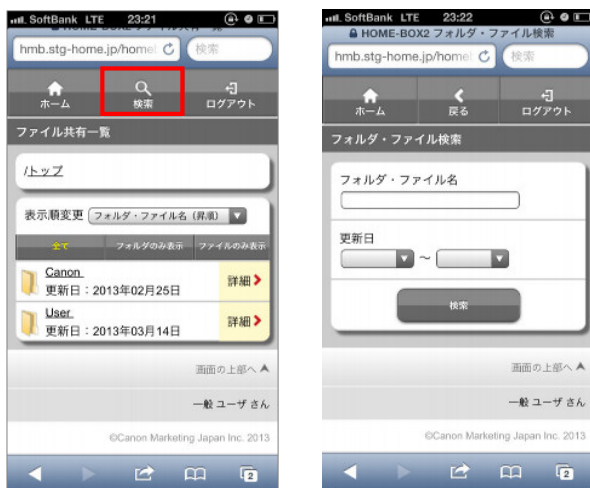 SoftBank LTE 23:21
hmb.stg-home.jp/home
検索
ホーム 検索 ログアウト
ファイル共有一覧
/トップ
表示順変更 フォルダ・ファイル名 (昇順)
全て フォルダのみ表示 ファイルのみ表示
Canon
更新日：2013年02月25日
詳細
User
更新日：2013年03月14日
詳細
画面の上部へ
一般 ユーザ さん
©Canon Marketing Japan Inc. 2013
2
SoftBank LTE 23:22
HOME-BOX2 フォルダ・ファイル検索
hmb.stg-home.jp/home
検索
ホーム 戻る ログアウト
フォルダ・ファイル検索
フォルダ・ファイル名
更新日
～
検索
画面の上部へ
一般 ユーザ さん
©Canon Marketing Japan Inc. 2013
2